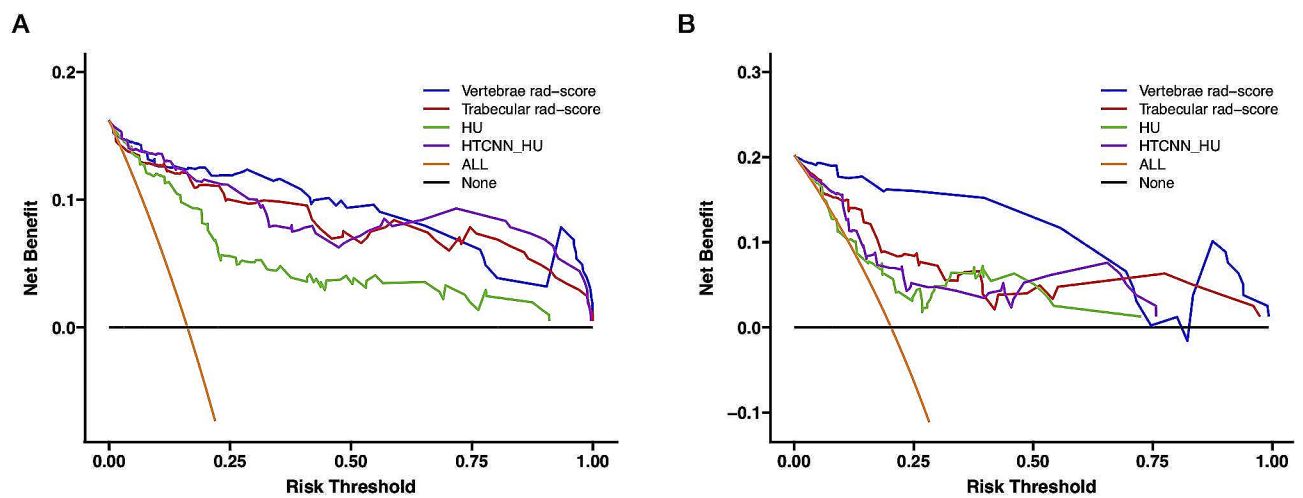 A
Net Benefit
0.2
0.1
0.0
Vertebrae rad−score
Trabecular rad−score
HU
HTCNN_HU
ALL
None
0.00 0.25 0.50 0.75 1.00
Risk Threshold
B
Net Benefit
0.3
0.2
0.1
0.0
−0.1
Vertebrae rad−score
Trabecular rad−score
HU
HTCNN_HU
ALL
None
0.00 0.25 0.50 0.75 1.00
Risk Threshold